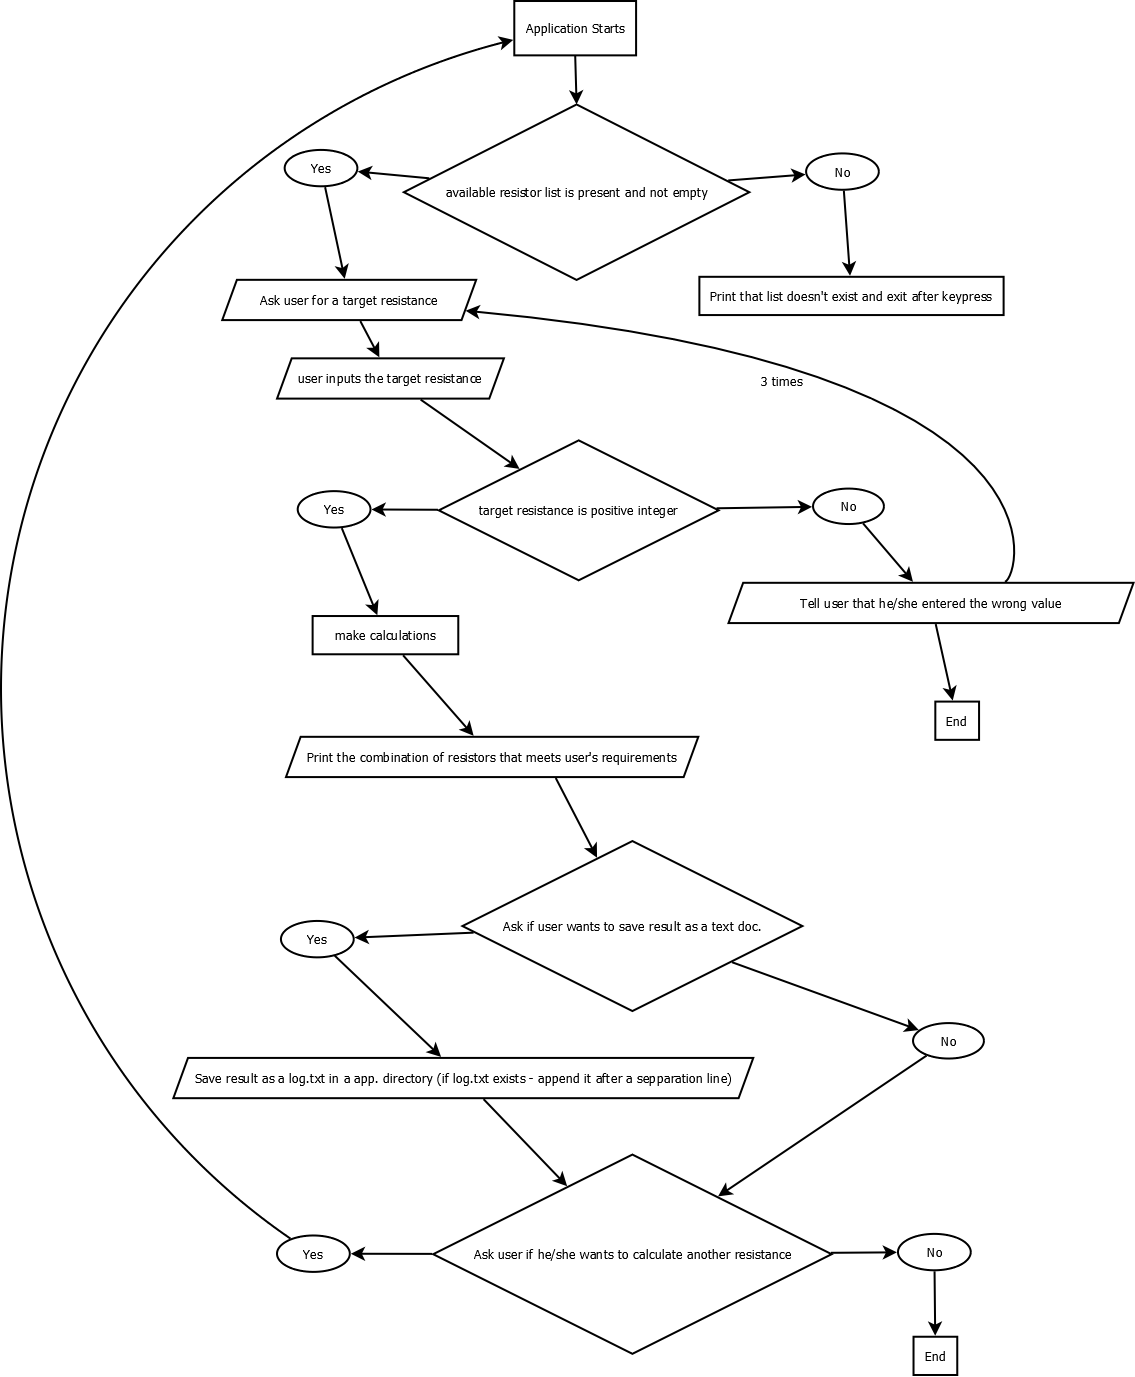 Application Starts
available resistor list is present and not empty
Yes
No
Ask user for a target resistance
Print that list doesn't exist and exit after keypress
user inputs the target resistance
3 times
target resistance is positive integer
Yes
No
Tell user that he/she entered the wrong value
make calculations
End
Print the combination of resistors that meets user's requirements
Ask if user wants to save result as a text doc.
Yes
No
Save result as a log.txt in a app. directory (if log.txt exists - append it after a sepparation line)
Ask user if he/she wants to calculate another resistance
Yes
No
End